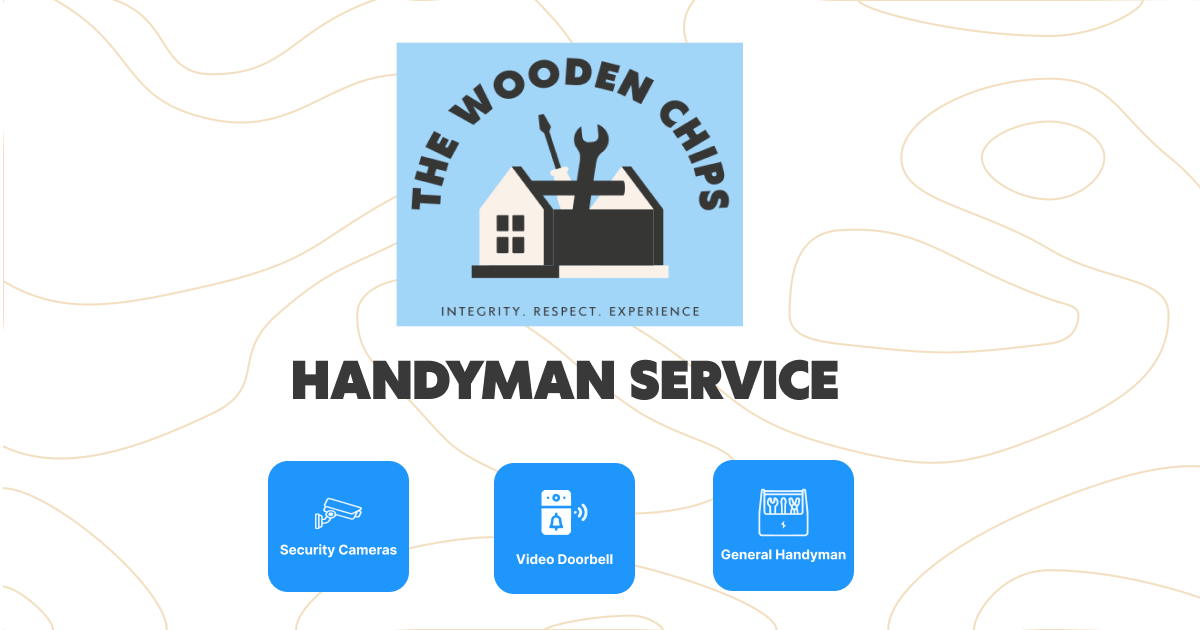 THE WOODEN CHIPS
INTEGRITY. RESPECT. EXPERIENCE
HANDYMAN SERVICE
Security Cameras
Video Doorbell
General Handyman